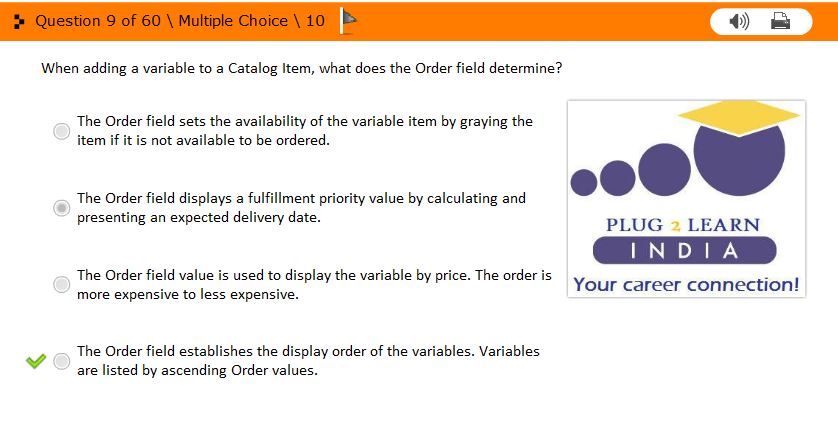 Question 9 of 60 \ Multiple Choice \ 10
When adding a variable to a Catalog Item, what does the Order field determine?
The Order field sets the availability of the variable item by graying the
item if it is not available to be ordered.
The Order field displays a fulfillment priority value by calculating and
presenting an expected delivery date.
The Order field value is used to display the variable by price. The order is
more expensive to less expensive.
The Order field establishes the display order of the variables. Variables
are listed by ascending Order values.
PLUG 2 LEARN
INDIA
Your career connection!